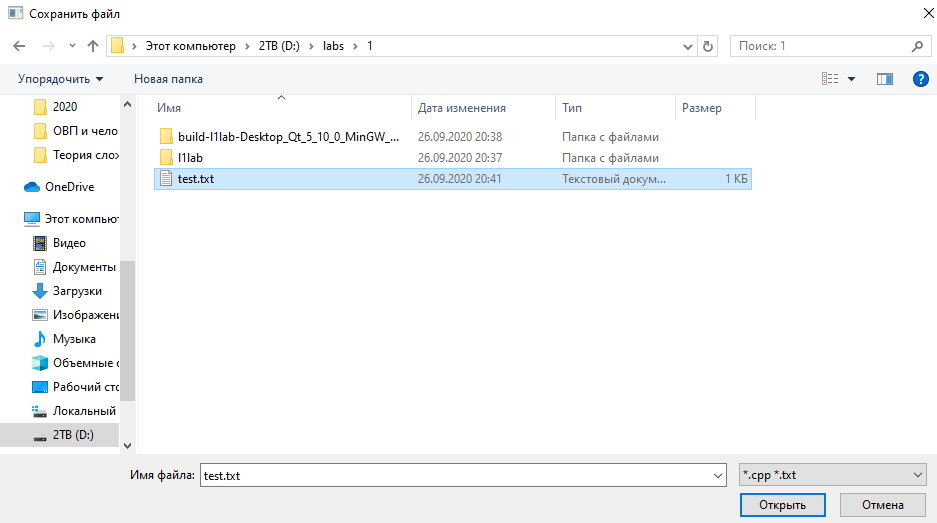 Сохранить файл
Этот компьютер › 2TB (D:) › labs › 1
Поиск: 1
Упорядочить
Новая папка
2020
ОВП и чело
Теория слож
OneDrive
Этот компьют
Видео
Документы
Загрузки
Изображени
Музыка
Объемные о
Рабочий сто
Локальный
2TB (D:)
Имя Дата изменения Тип Размер
build-l1lab-Desktop_Qt_5_10_0_MinGW_... 26.09.2020 20:38 Папка с файлами
l1lab 26.09.2020 20:37 Папка с файлами
test.txt 26.09.2020 20:41 Текстовый докум... 1 КБ
Имя файла: test.txt *.cpp *.txt
Открыть Отмена